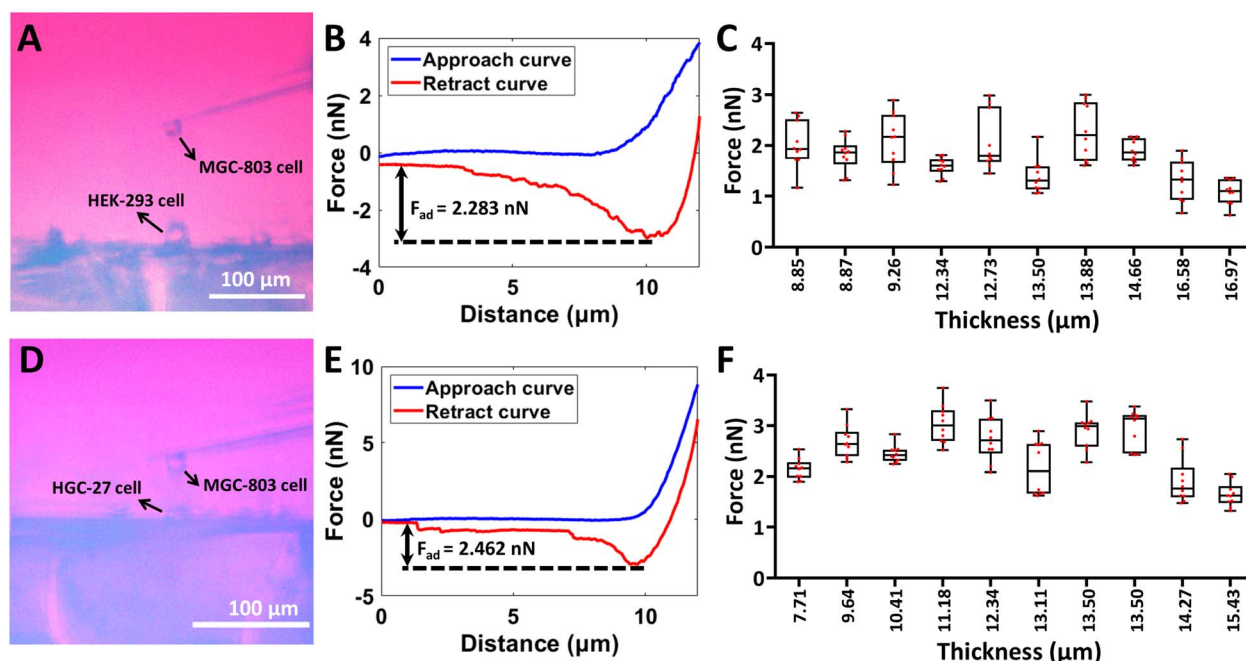 A
MGC-803 cell
HEK-293 cell
100 µm
B
Approach curve
Retract curve
Force (nN)
4
2
0
-2
-4
F_ad = 2.283 nN
0
5
10
Distance (µm)
C
Force (nN)
4
3
2
1
0
8.85
8.87
9.26
12.34
12.73
13.50
13.88
14.66
16.58
16.97
Thickness (µm)
D
HGC-27 cell
MGC-803 cell
100 µm
E
Approach curve
Retract curve
Force (nN)
10
5
0
-5
F_ad = 2.462 nN
0
5
10
Distance (µm)
F
Force (nN)
4
3
2
1
0
7.71
9.64
10.41
11.18
12.34
13.11
13.50
13.50
14.27
15.43
Thickness (µm)